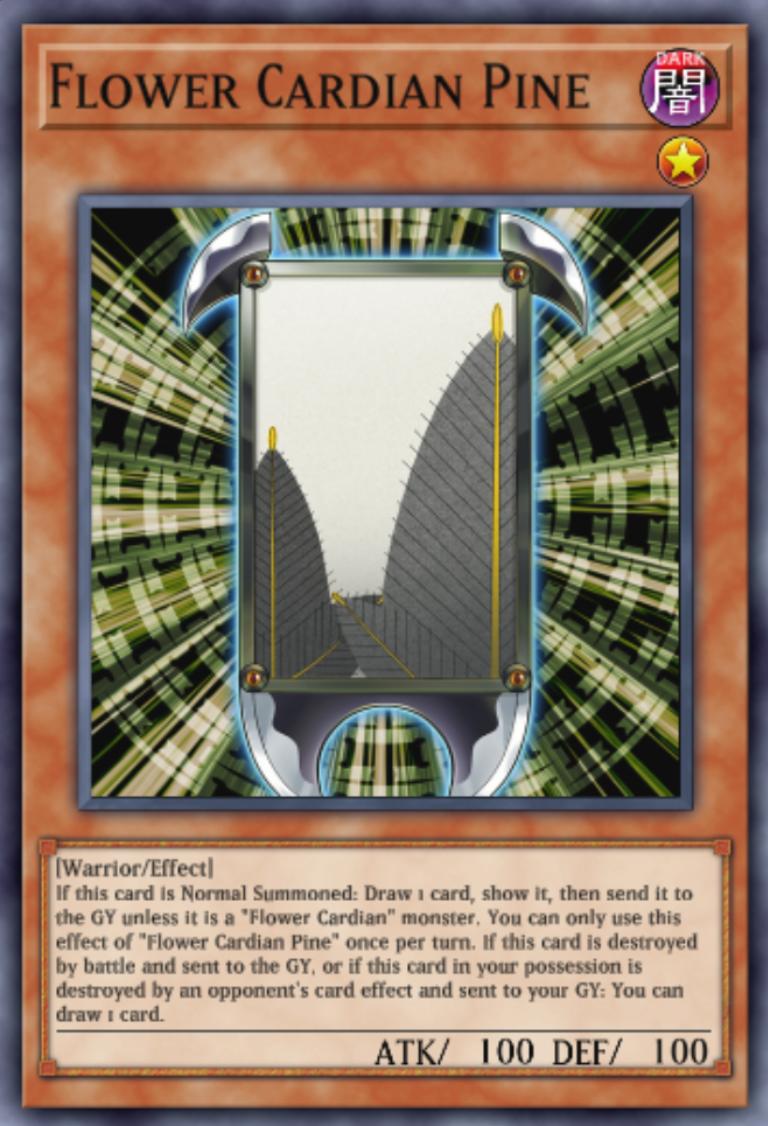 FLOWER CARDIAN PINE
DARK
闇
[Warrior/Effect]
If this card is Normal Summoned: Draw 1 card, show it, then send it to
the GY unless it is a "Flower Cardian" monster. You can only use this
effect of "Flower Cardian Pine" once per turn. If this card is destroyed
by battle and sent to the GY, or if this card in your possession is
destroyed by an opponent's card effect and sent to your GY: You can
draw 1 card.
ATK/ 100 DEF/ 100